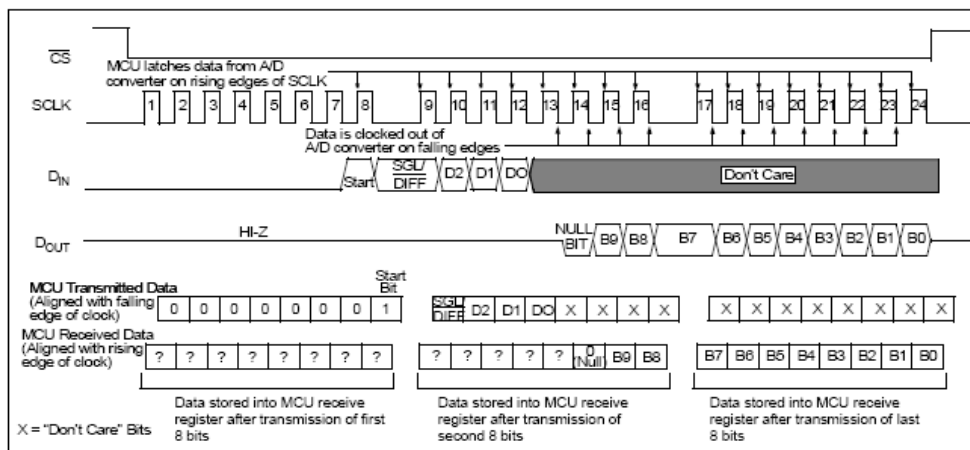 CS
MCU latches data from A/D
converter on rising edges of SCLK
SCLK
1 2 3 4 5 6 7 8 9 10 11 12 13 14 15 16 17 18 19 20 21 22 23 24
Data is clocked out of
A/D converter on falling edges
DIN
Start SGL/DIFF D2 D1 DO Don't Care
HI-Z
DOUT
NULL BIT B9 B8 B7 B6 B5 B4 B3 B2 B1 B0
Start
Bit
MCU Transmitted Data
(Aligned with falling
edge of clock)
0 0 0 0 0 0 0 1 SGL/DIFF D2 D1 DO X X X X X X X X X X X X
MCU Received Data
(Aligned with rising
edge of clock)
? ? ? ? ? ? ? ? ? ? ? ? ? 0 (Null) B9 B8 B7 B6 B5 B4 B3 B2 B1 B0
Data stored into MCU receive
register after transmission of first
8 bits
Data stored into MCU receive
register after transmission of
second 8 bits
Data stored into MCU receive
register after transmission of last
8 bits
X = "Don't Care" Bits